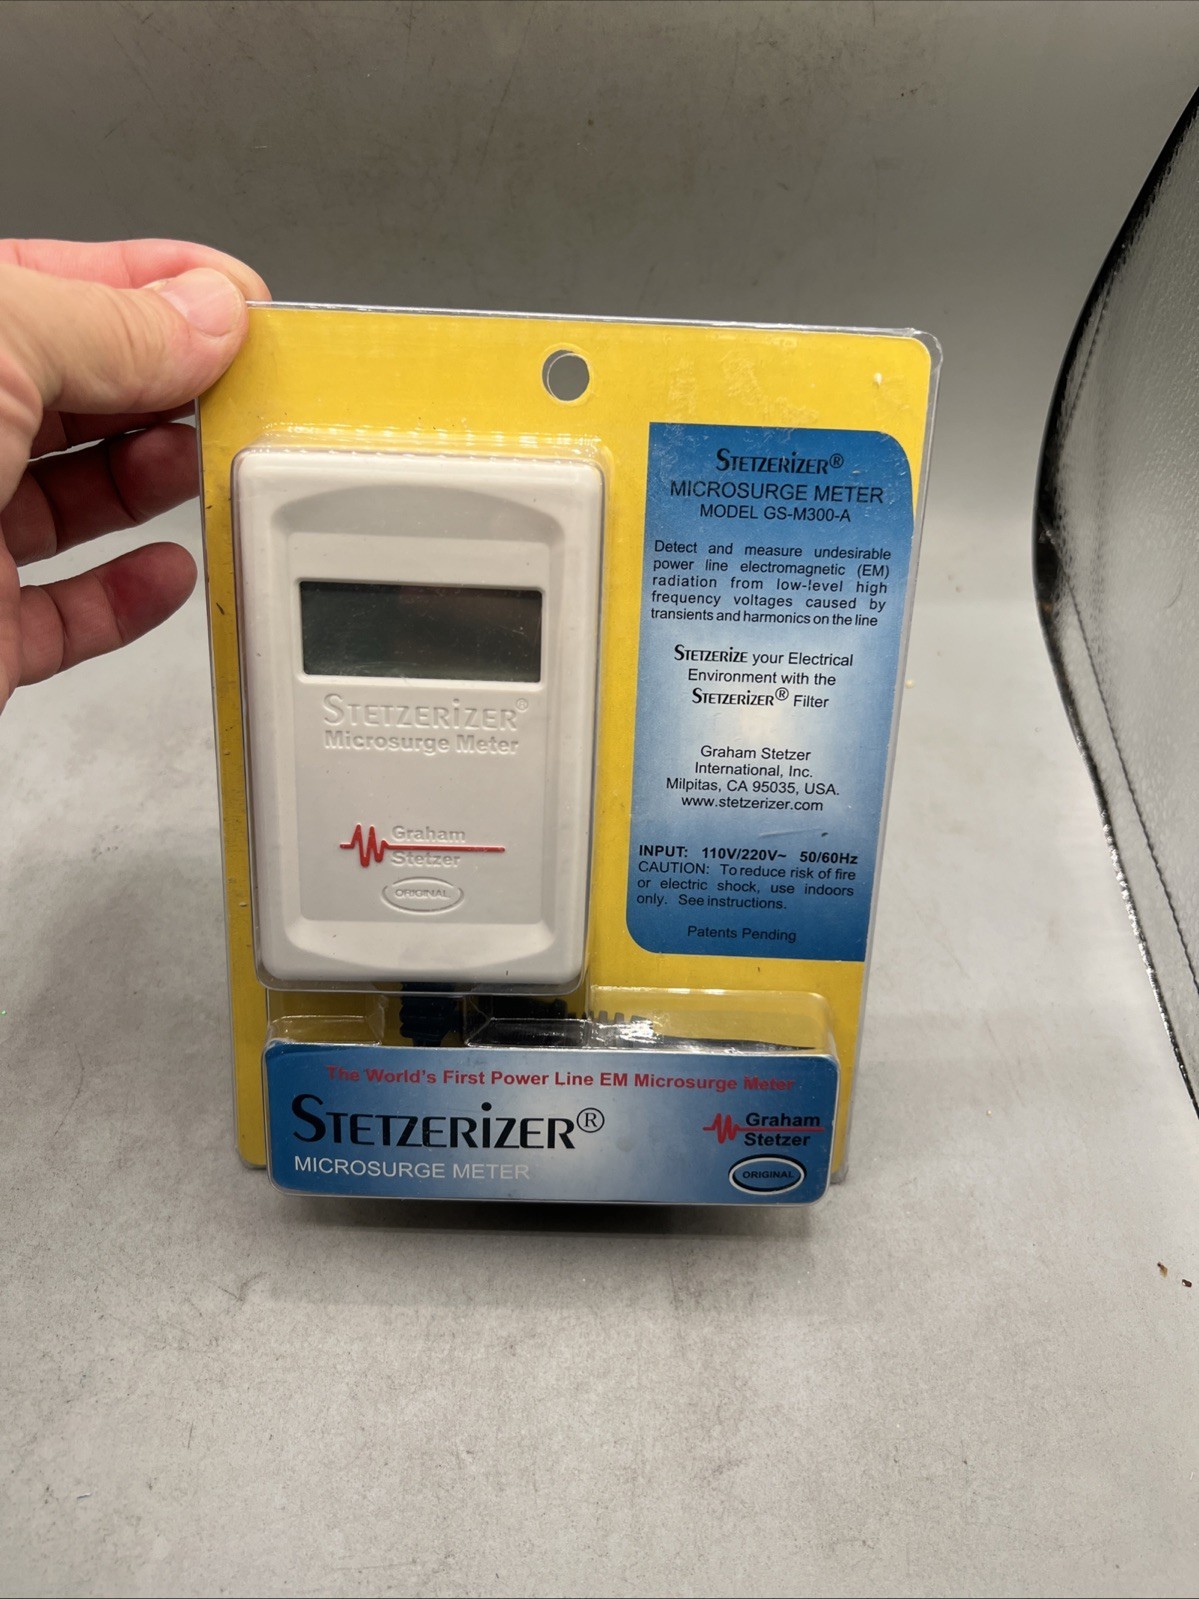 STETZERiZER®
MICROSURGE METER
MODEL GS-M300-A
Detect and measure undesirable
power line electromagnetic (EM)
radiation from low-level high
frequency voltages caused by
transients and harmonics on the line
STETZERiZE your Electrical
Environment with the
STETZERiZER® Filter
Graham Stetzer
International, Inc.
Milpitas, CA 95035, USA.
www.stetzerizer.com
INPUT: 110V/220V~ 50/60Hz
CAUTION: To reduce risk of fire
or electric shock, use indoors
only. See instructions.
Patents Pending
STETZERiZER®
Microsurge Meter
Graham
Stetzer
ORIGINAL
The World's First Power Line EM Microsurge Meter
STETZERiZER®
MICROSURGE METER
Graham
Stetzer
ORIGINAL